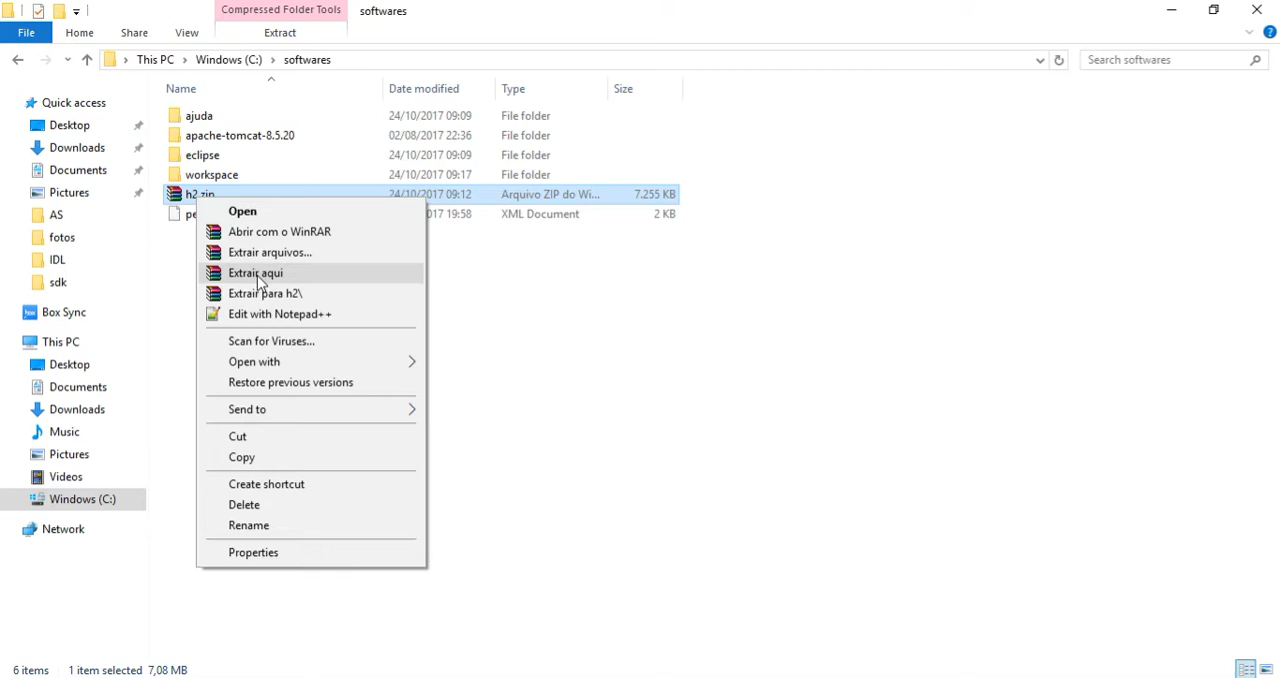 Compressed Folder Tools
softwares
File
Home
Share
View
Extract
This PC
Windows (C:)
softwares
Search softwares
Name
Date modified
Type
Size
Quick access
Desktop
Downloads
Documents
Pictures
AS
fotos
IDL
sdk
Box Sync
This PC
Desktop
Documents
Downloads
Music
Pictures
Videos
Windows (C:)
Network
ajuda 24/10/2017 09:09 File folder
apache-tomcat-8.5.20 02/08/2017 22:36 File folder
eclipse 24/10/2017 09:09 File folder
workspace 24/10/2017 09:17 File folder
h2.zip 24/10/2017 09:12 Arquivo ZIP do Wi... 7.255 KB
pe 017 19:58 XML Document 2 KB
Open
Abrir com o WinRAR
Extrair arquivos...
Extrair aqui
Extrair para h2\
Edit with Notepad++
Scan for Viruses...
Open with
Restore previous versions
Send to
Cut
Copy
Create shortcut
Delete
Rename
Properties
6 items 1 item selected 7,08 MB